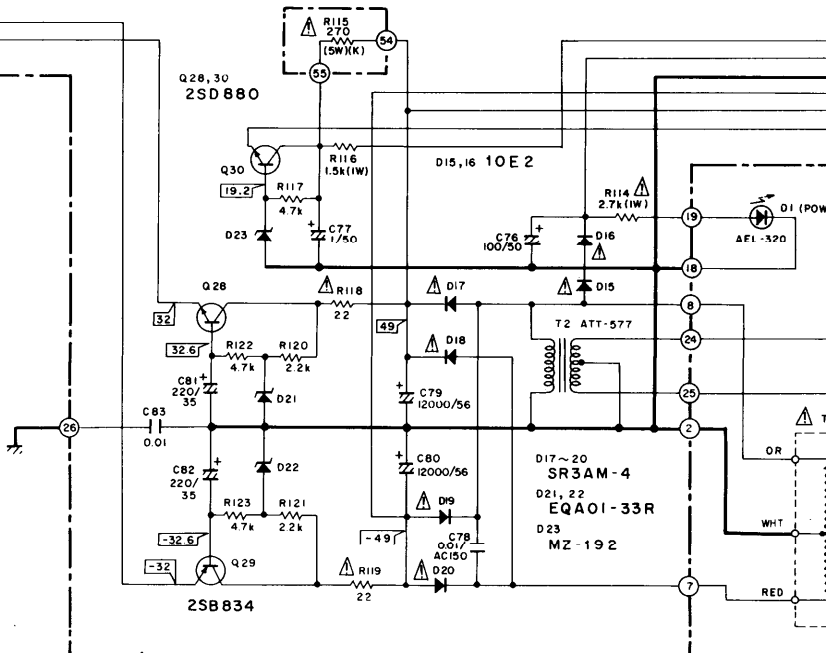 R115
270
(5W)(K)
54
55
Q28,30
2SD880
Q30
R116
1.5k(1W)
D15,16 10E2
19.2
R117
4.7k
R114
2.7k(1W)
19
D1 (POW
AEL-320
D23
+
C77
1/50
+
C76
100/50
D16
18
Q28
R118
22
D17
D15
8
32
49
T2 ATT-577
32.6
R122
4.7k
R120
2.2k
D18
24
C81
220/
35
+
D21
+
C79
12000/56
25
C83
0.01
26
2
T
OR
C82
220/
35
+
D22
+
C80
12000/56
D17~20
SR3AM-4
D21, 22
EQA01-33R
D23
MZ-192
R123
4.7k
R121
2.2k
D19
WHT
-32.6
-49
C78
0.01/
AC150
-32
Q29
R119
22
D20
7
RED
2SB834